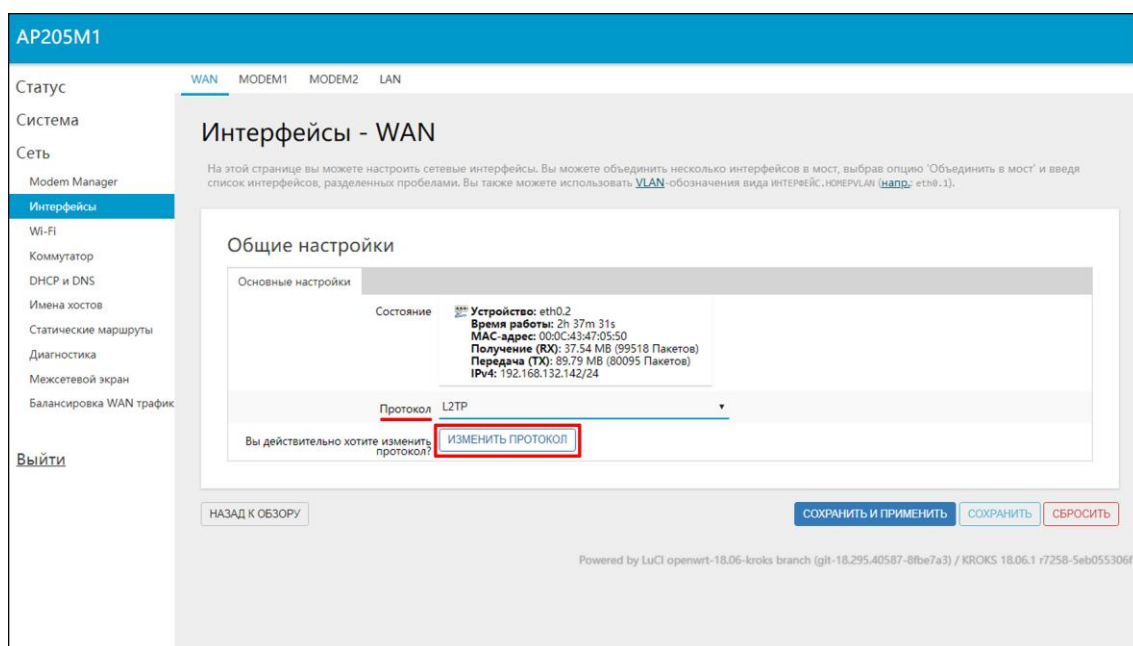 AP205M1
Статус
Система
Сеть
Modem Manager
Интерфейсы
Wi-Fi
Коммутатор
DHCP и DNS
Имена хостов
Статические маршруты
Диагностика
Межсетевой экран
Балансировка WAN трафик
Выйти
WAN MODEM1 MODEM2 LAN
Интерфейсы - WAN
На этой странице вы можете настроить сетевые интерфейсы. Вы можете объединить несколько интерфейсов в мост, выбрав опцию 'Объединить в мост' и введя
список интерфейсов, разделенных пробелами. Вы также можете использовать VLAN-обозначения вида ИНТЕРФЕЙС.НОМЕРVLAN (напр.: eth0.1).
Общие настройки
Основные настройки
Состояние
Устройство: eth0.2
Время работы: 2h 37m 31s
MAC-адрес: 00:0C:43:47:05:50
Получение (RX): 37.54 MB (99518 Пакетов)
Передача (TX): 89.79 MB (80095 Пакетов)
IPv4: 192.168.132.142/24
Протокол L2TP
Вы действительно хотите изменить
протокол?
ИЗМЕНИТЬ ПРОТОКОЛ
НАЗАД К ОБЗОРУ СОХРАНИТЬ И ПРИМЕНИТЬ СОХРАНИТЬ СБРОСИТЬ
Powered by LuCI openwrt-18.06-kroks branch (git-18.295.40587-8fbe7a3) / KROKS 18.06.1 r7258-5eb055306f